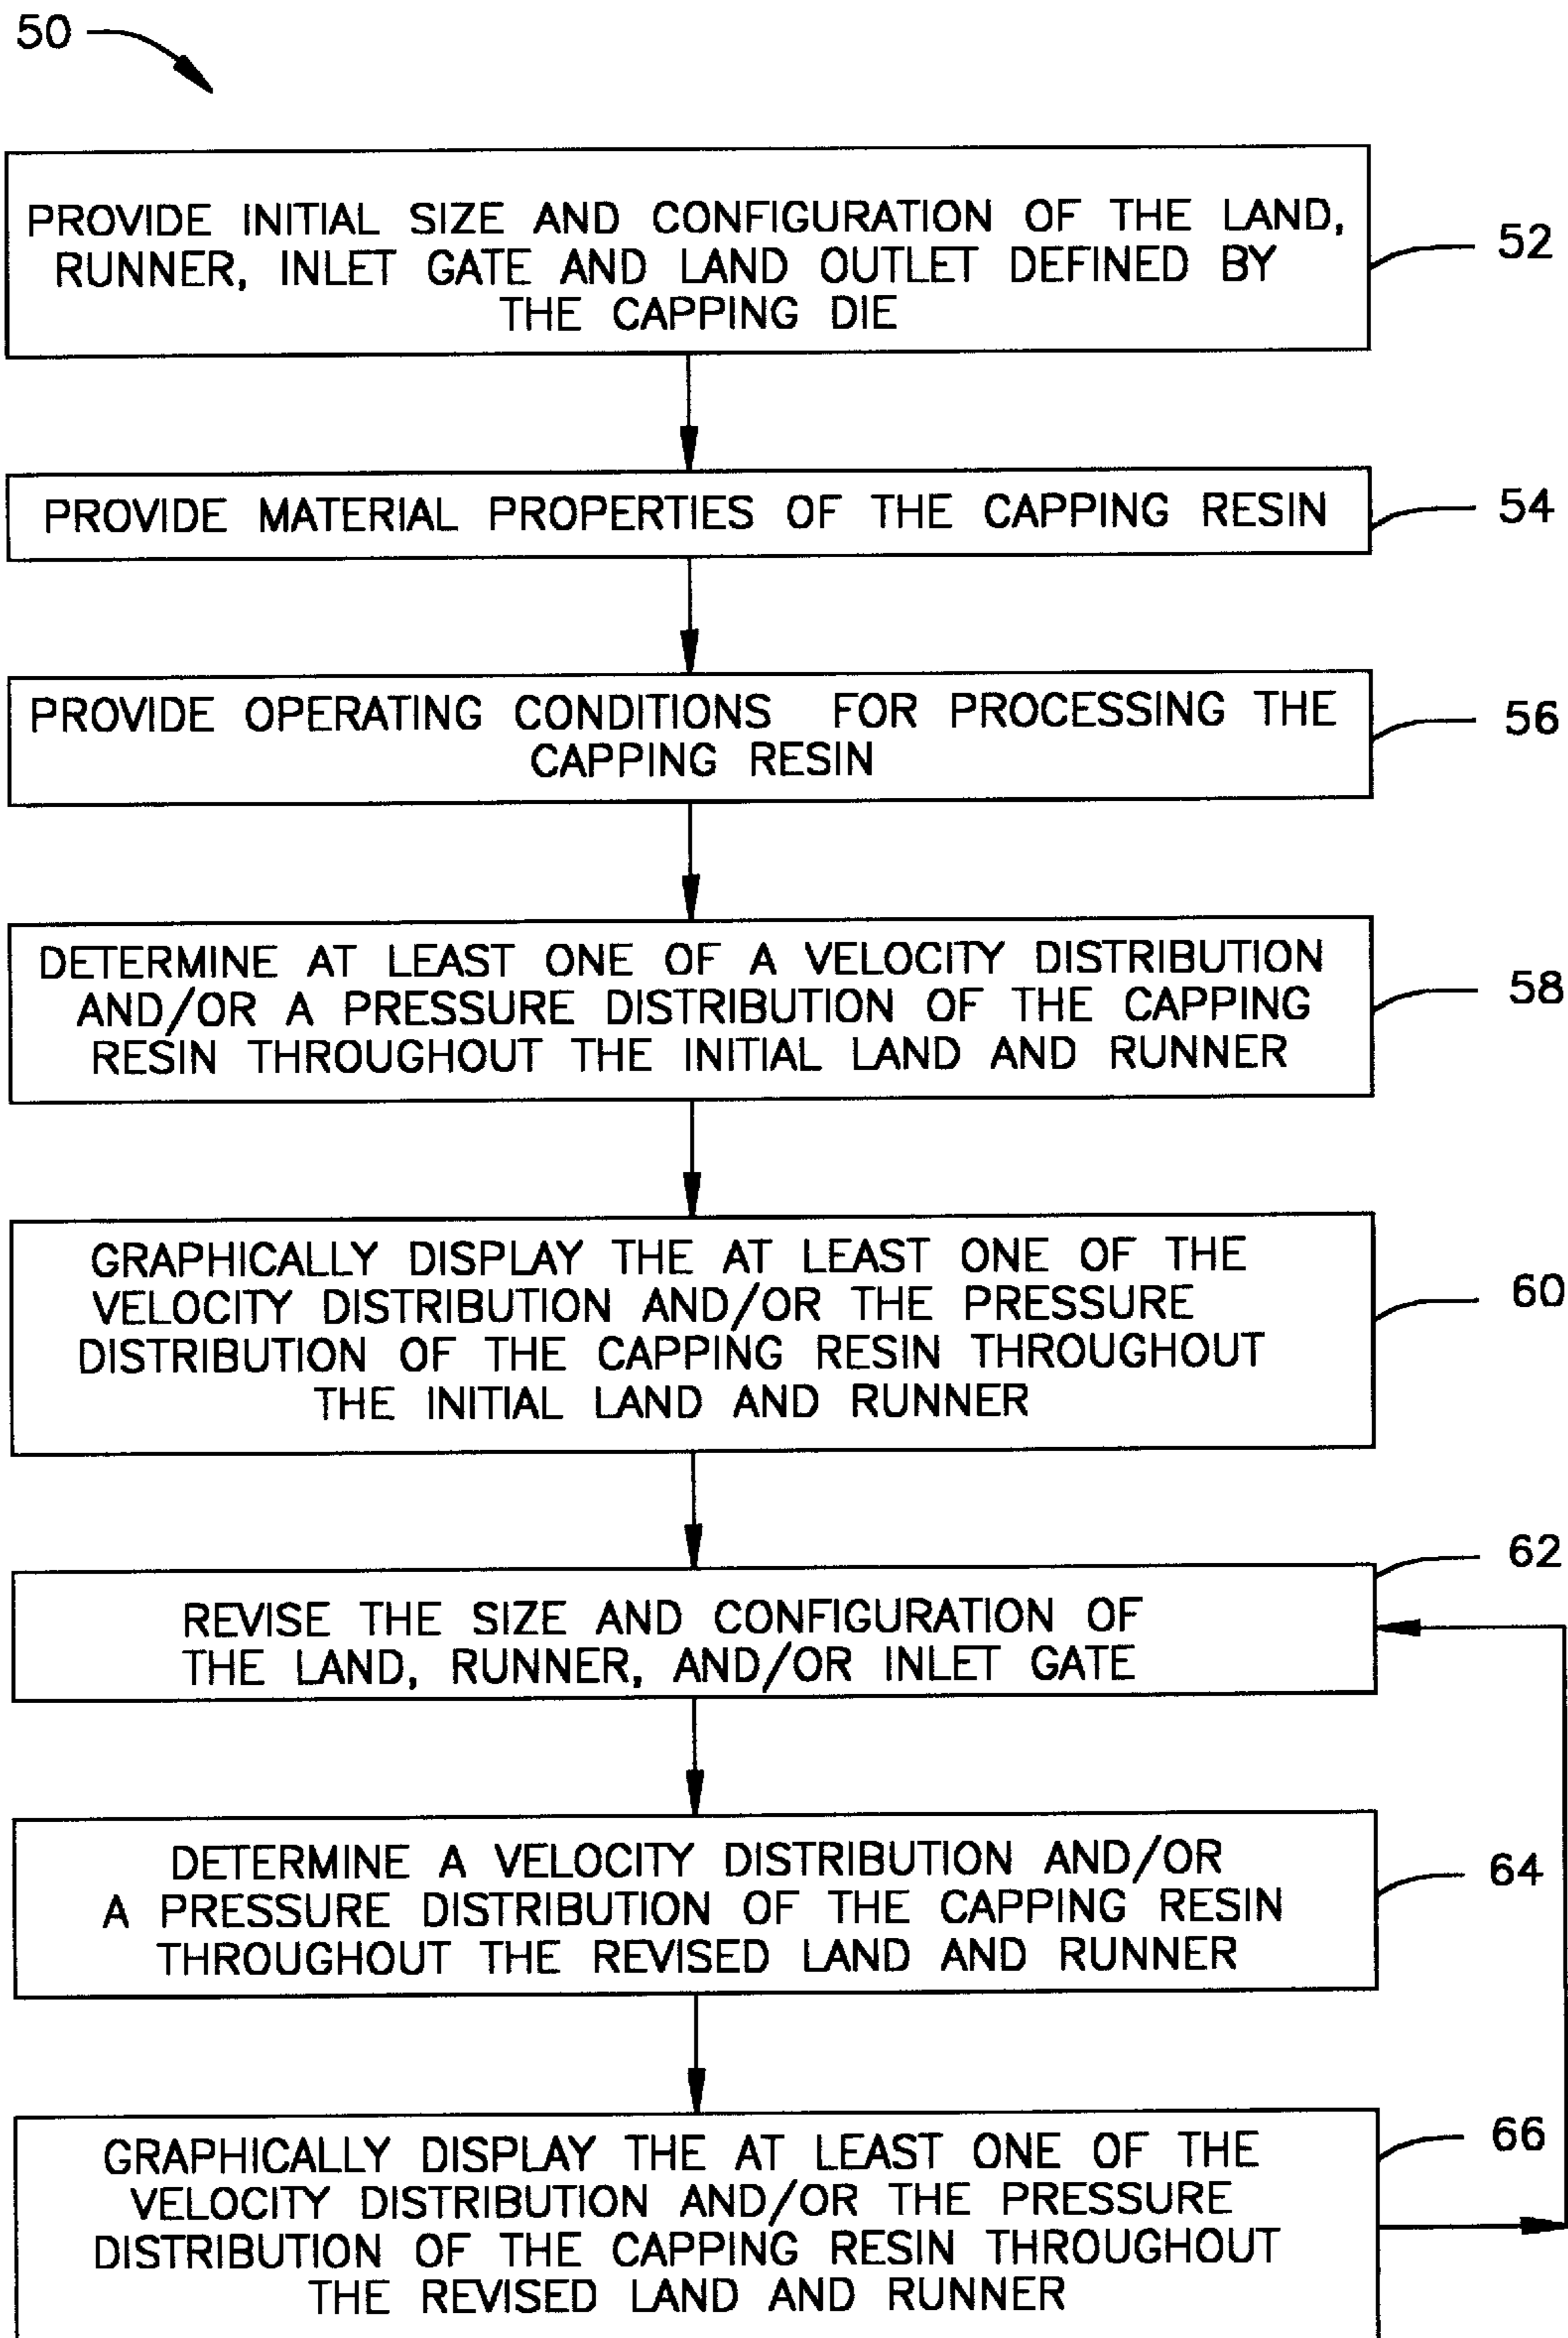 50
PROVIDE INITIAL SIZE AND CONFIGURATION OF THE LAND,
RUNNER, INLET GATE AND LAND OUTLET DEFINED BY
THE CAPPING DIE
52
PROVIDE MATERIAL PROPERTIES OF THE CAPPING RESIN
54
PROVIDE OPERATING CONDITIONS FOR PROCESSING THE
CAPPING RESIN
56
DETERMINE AT LEAST ONE OF A VELOCITY DISTRIBUTION
AND/OR A PRESSURE DISTRIBUTION OF THE CAPPING
RESIN THROUGHOUT THE INITIAL LAND AND RUNNER
58
GRAPHICALLY DISPLAY THE AT LEAST ONE OF THE
VELOCITY DISTRIBUTION AND/OR THE PRESSURE
DISTRIBUTION OF THE CAPPING RESIN THROUGHOUT
THE INITIAL LAND AND RUNNER
60
REVISE THE SIZE AND CONFIGURATION OF
THE LAND, RUNNER, AND/OR INLET GATE
62
DETERMINE A VELOCITY DISTRIBUTION AND/OR
A PRESSURE DISTRIBUTION OF THE CAPPING RESIN
THROUGHOUT THE REVISED LAND AND RUNNER
64
GRAPHICALLY DISPLAY THE AT LEAST ONE OF THE
VELOCITY DISTRIBUTION AND/OR THE PRESSURE
DISTRIBUTION OF THE CAPPING RESIN THROUGHOUT
THE REVISED LAND AND RUNNER
66